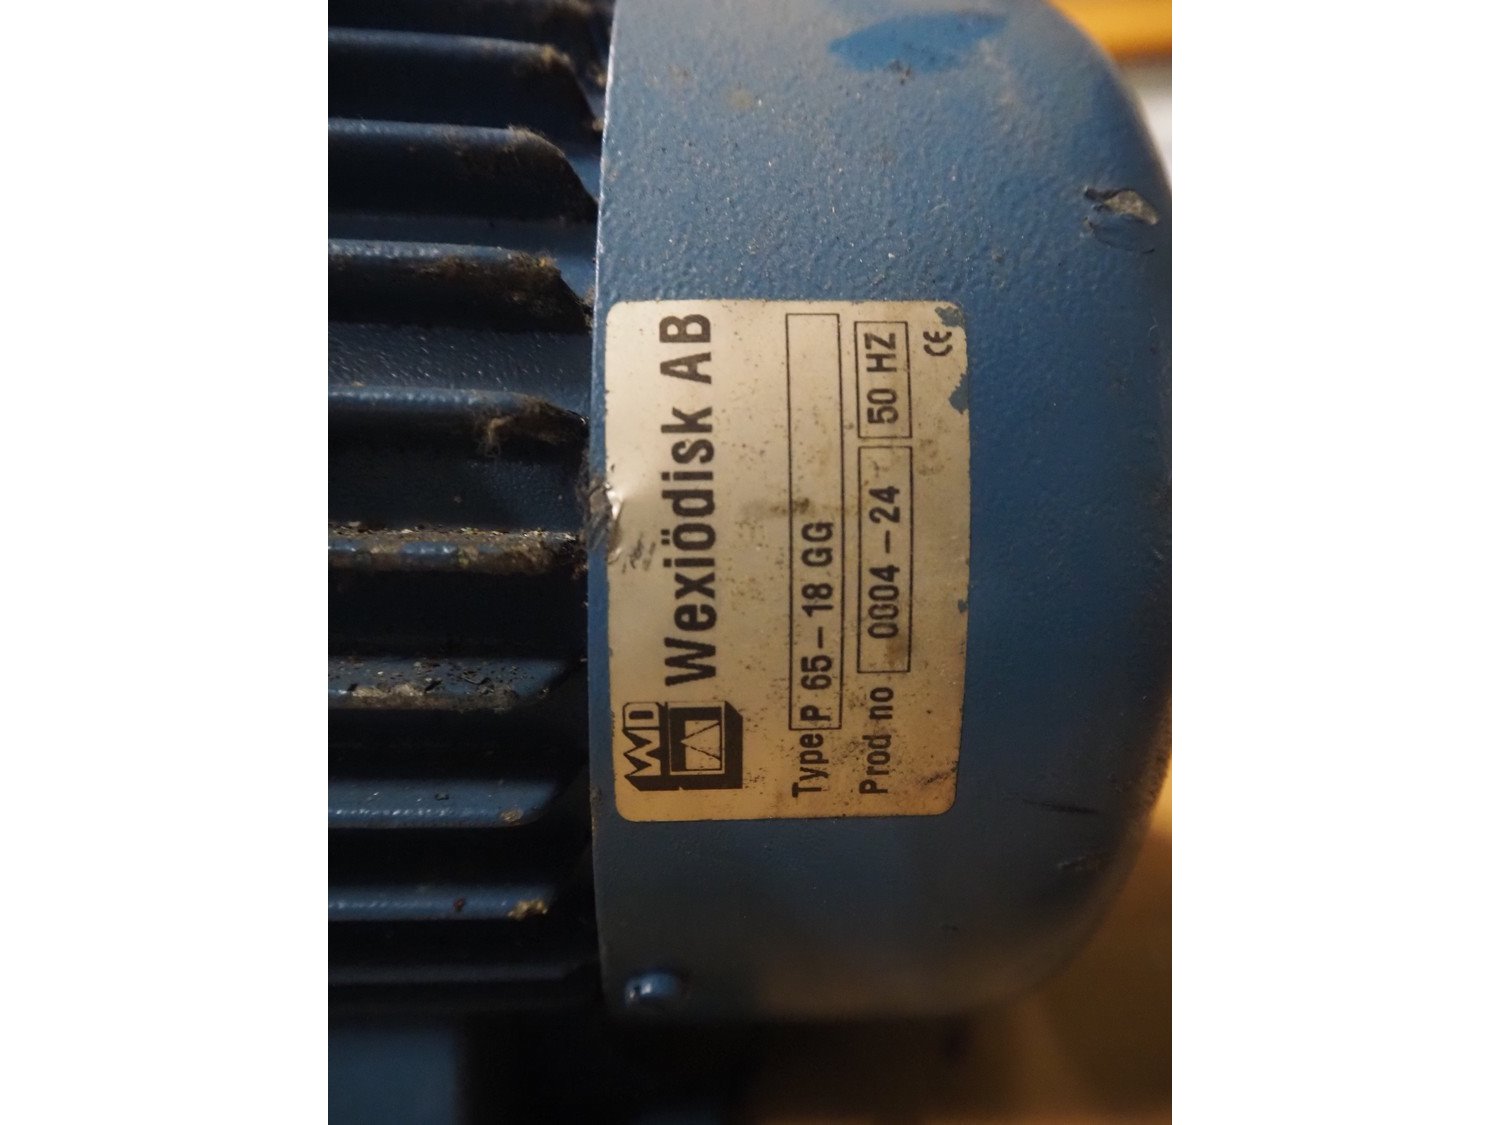 WD Wexiödisk AB
Type P 65-18 GG
Prod no 0004-24 50 HZ
CE